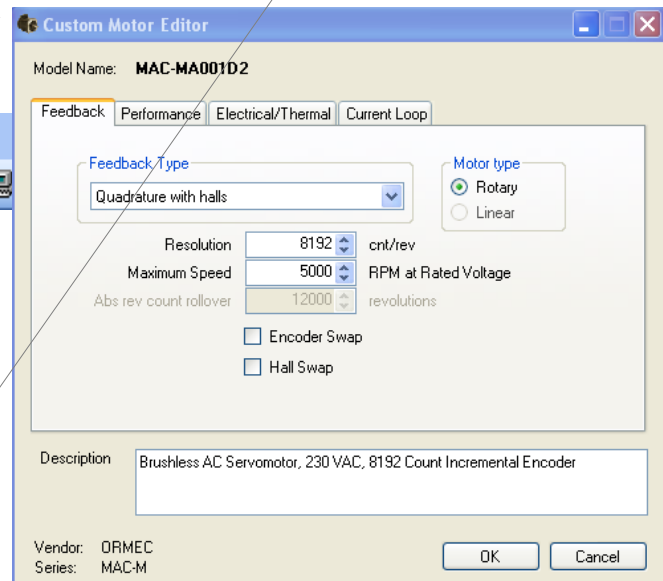 Custom Motor Editor
Model Name: MAC-MA001D2
Feedback Performance Electrical/Thermal Current Loop
Feedback Type
Motor type
Quadrature with halls
Rotary
Linear
Resolution 8192 cnt/rev
Maximum Speed 5000 RPM at Rated Voltage
Abs rev count rollover 12000 revolutions
Encoder Swap
Hall Swap
Description Brushless AC Servomotor, 230 VAC, 8192 Count Incremental Encoder
Vendor: ORMEC
Series: MAC-M
OK Cancel